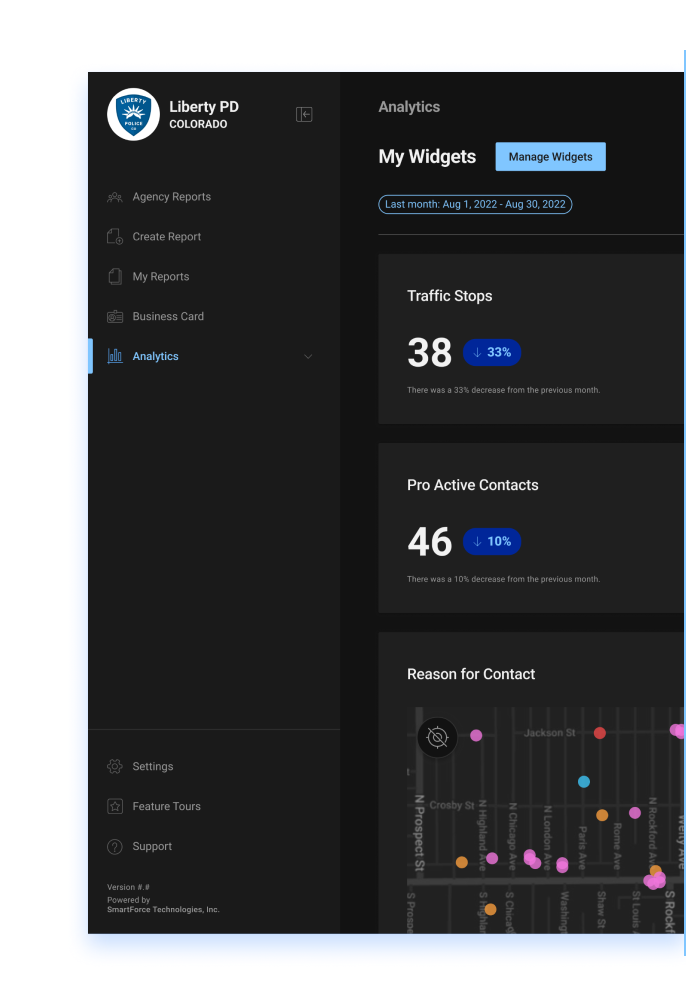 LIBERTY
POLICE
CO
Liberty PD
COLORADO
Agency Reports
Create Report
My Reports
Business Card
Analytics
Settings
Feature Tours
Support
Version #.#
Powered by
SmartForce Technologies, Inc.
Analytics
My Widgets
Manage Widgets
Last month: Aug 1, 2022 - Aug 30, 2022
Traffic Stops
38
↓ 33%
There was a 33% decrease from the previous month.
Pro Active Contacts
46
↓ 10%
There was a 10% decrease from the previous month.
Reason for Contact
Jackson St
Crosby St
N Prospect St
N Highland Ave
N Chicago Ave
N London Ave
Paris Ave
Rome Ave
N Rockford Ave
S Prospe
S Highlan
S Chicag
Washingt
Shaw St
St Louis A
S Rockf